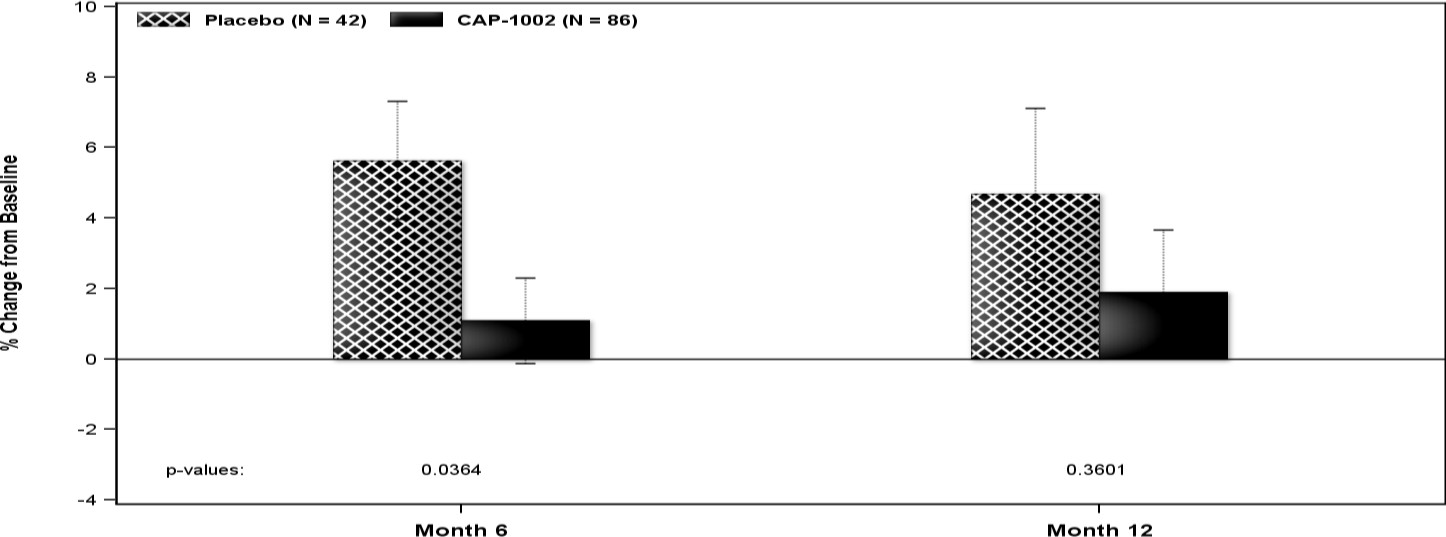 10
Placebo (N = 42) CAP-1002 (N = 86)
8
6
4
2
0
-2
-4
% Change from Baseline
p-values: 0.0364 0.3601
Month 6 Month 12